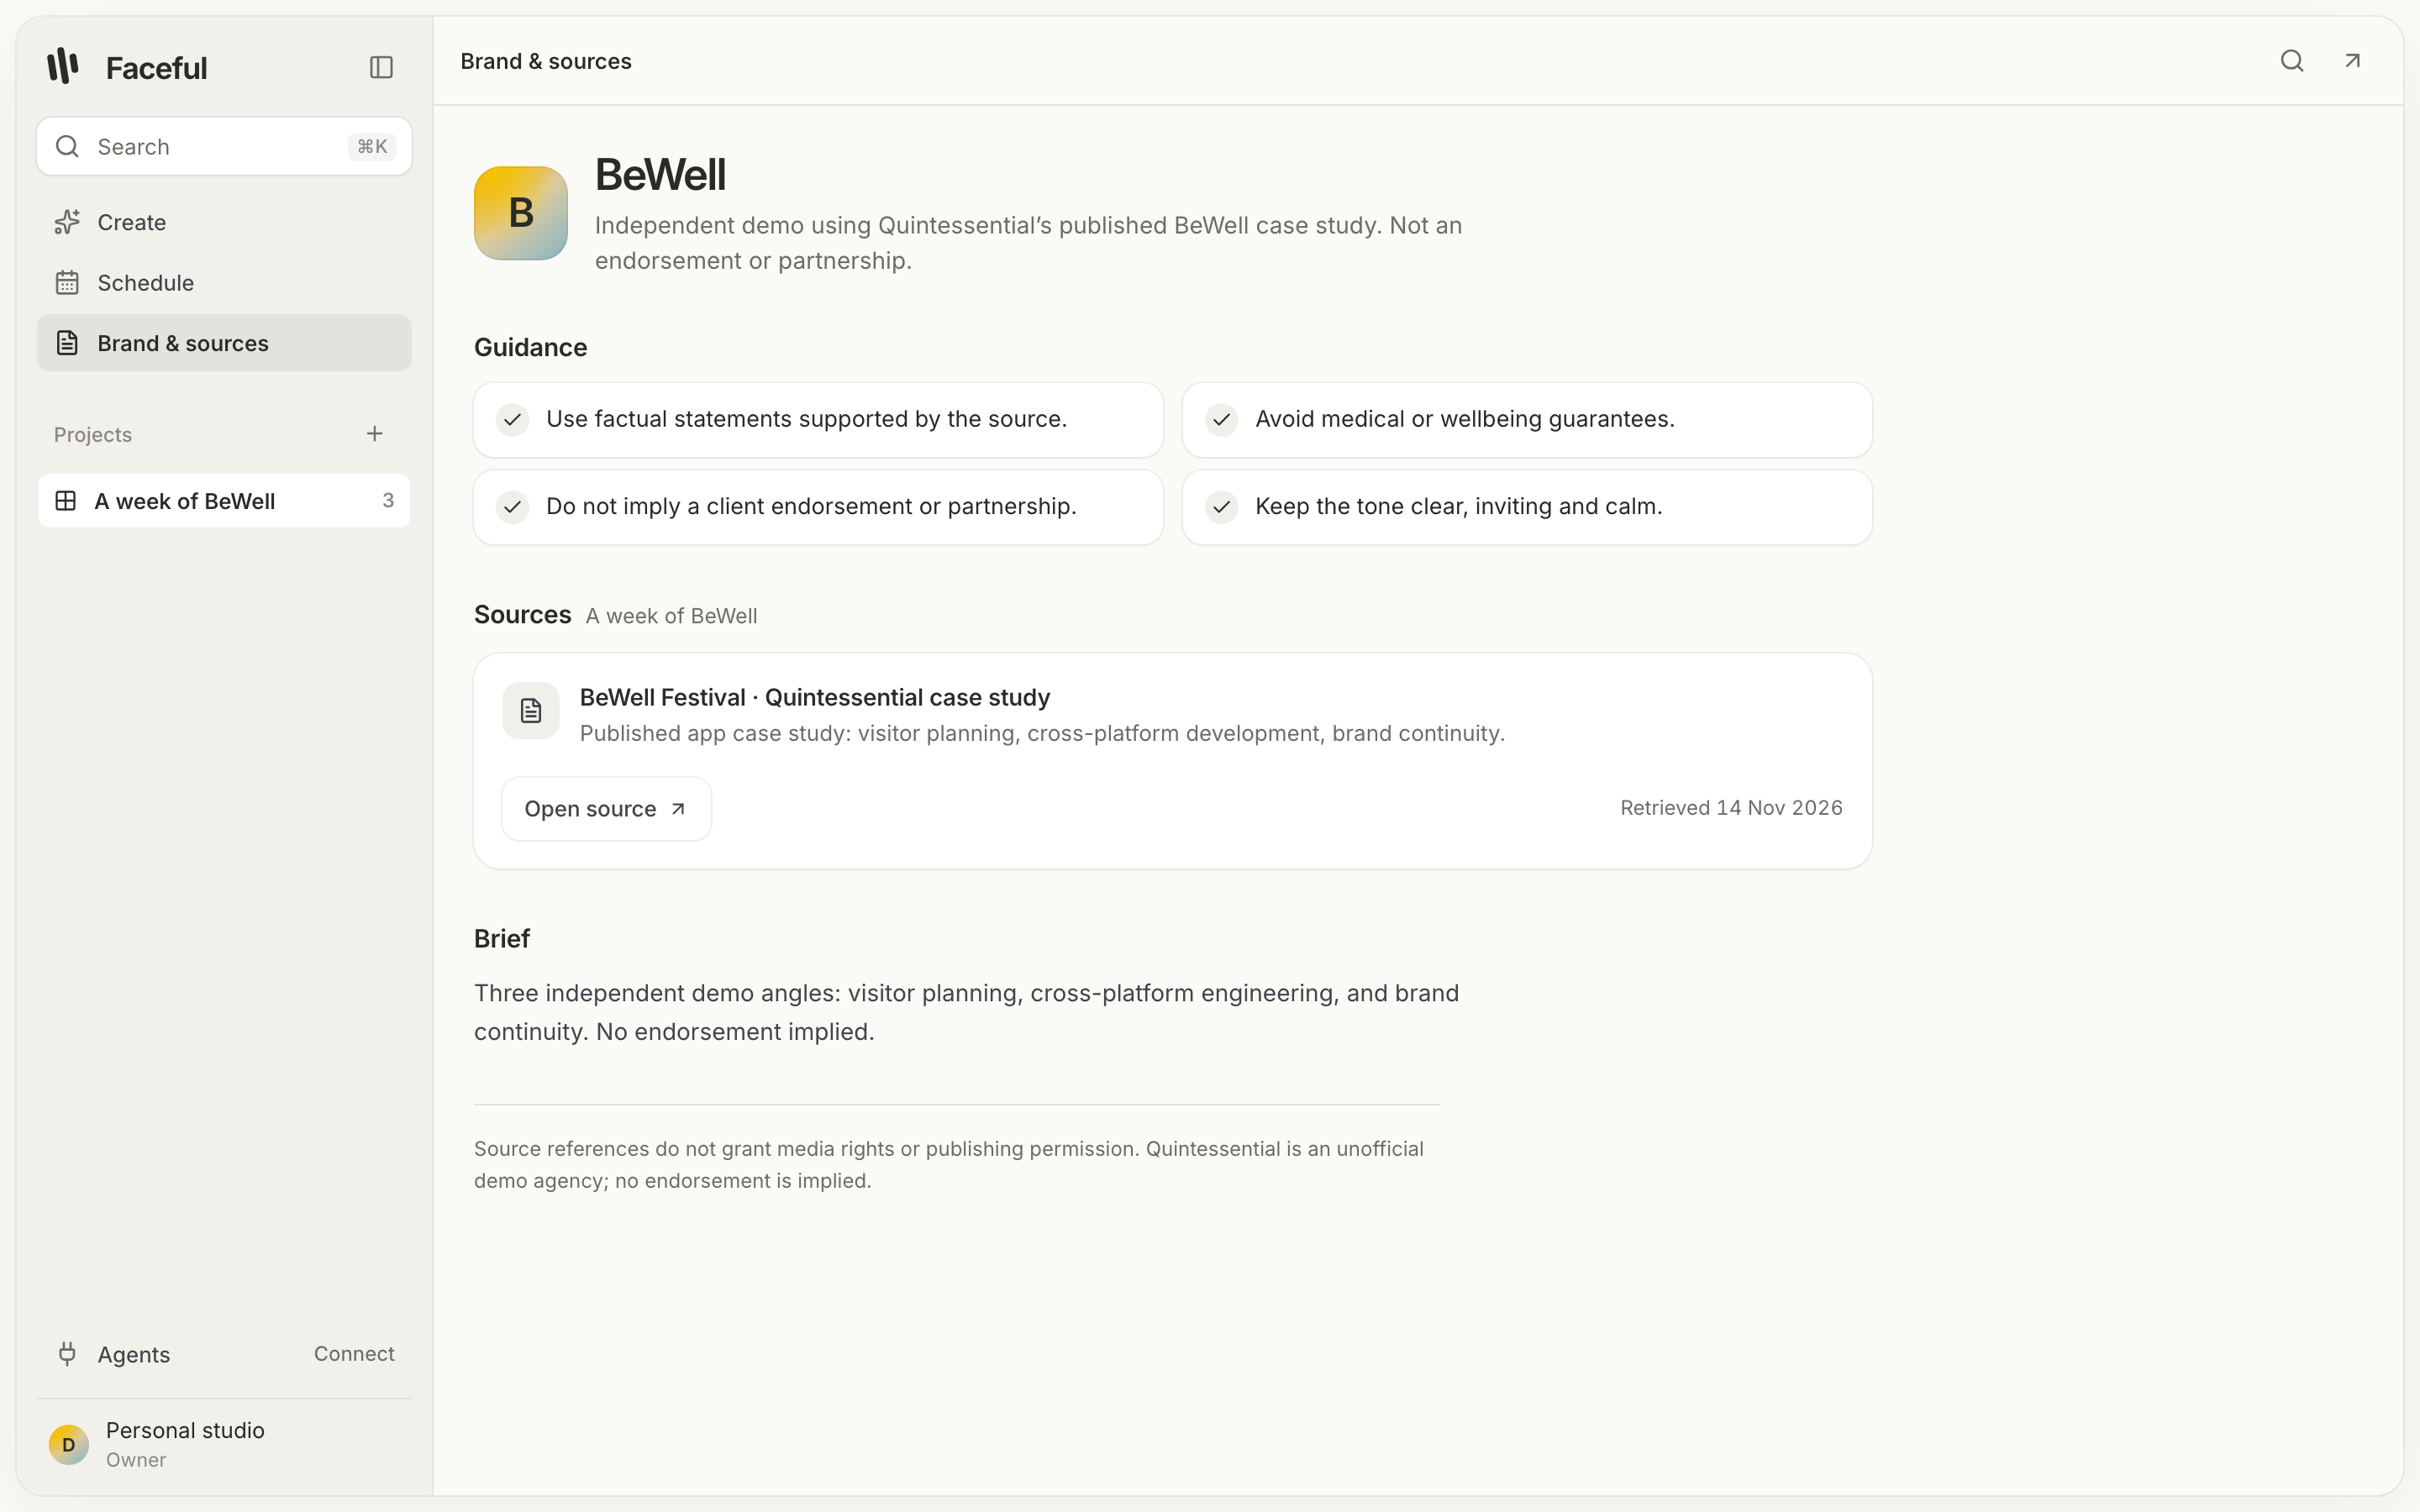 Faceful
Search ⌘K
Create
Schedule
Brand & sources
Projects
A week of BeWell 3
Agents Connect
D
Personal studio
Owner
Brand & sources
B
BeWell
Independent demo using Quintessential’s published BeWell case study. Not an
endorsement or partnership.
Guidance
Use factual statements supported by the source.
Avoid medical or wellbeing guarantees.
Do not imply a client endorsement or partnership.
Keep the tone clear, inviting and calm.
Sources A week of BeWell
BeWell Festival · Quintessential case study
Published app case study: visitor planning, cross-platform development, brand continuity.
Open source
Retrieved 14 Nov 2026
Brief
Three independent demo angles: visitor planning, cross-platform engineering, and brand
continuity. No endorsement implied.
Source references do not grant media rights or publishing permission. Quintessential is an unofficial
demo agency; no endorsement is implied.